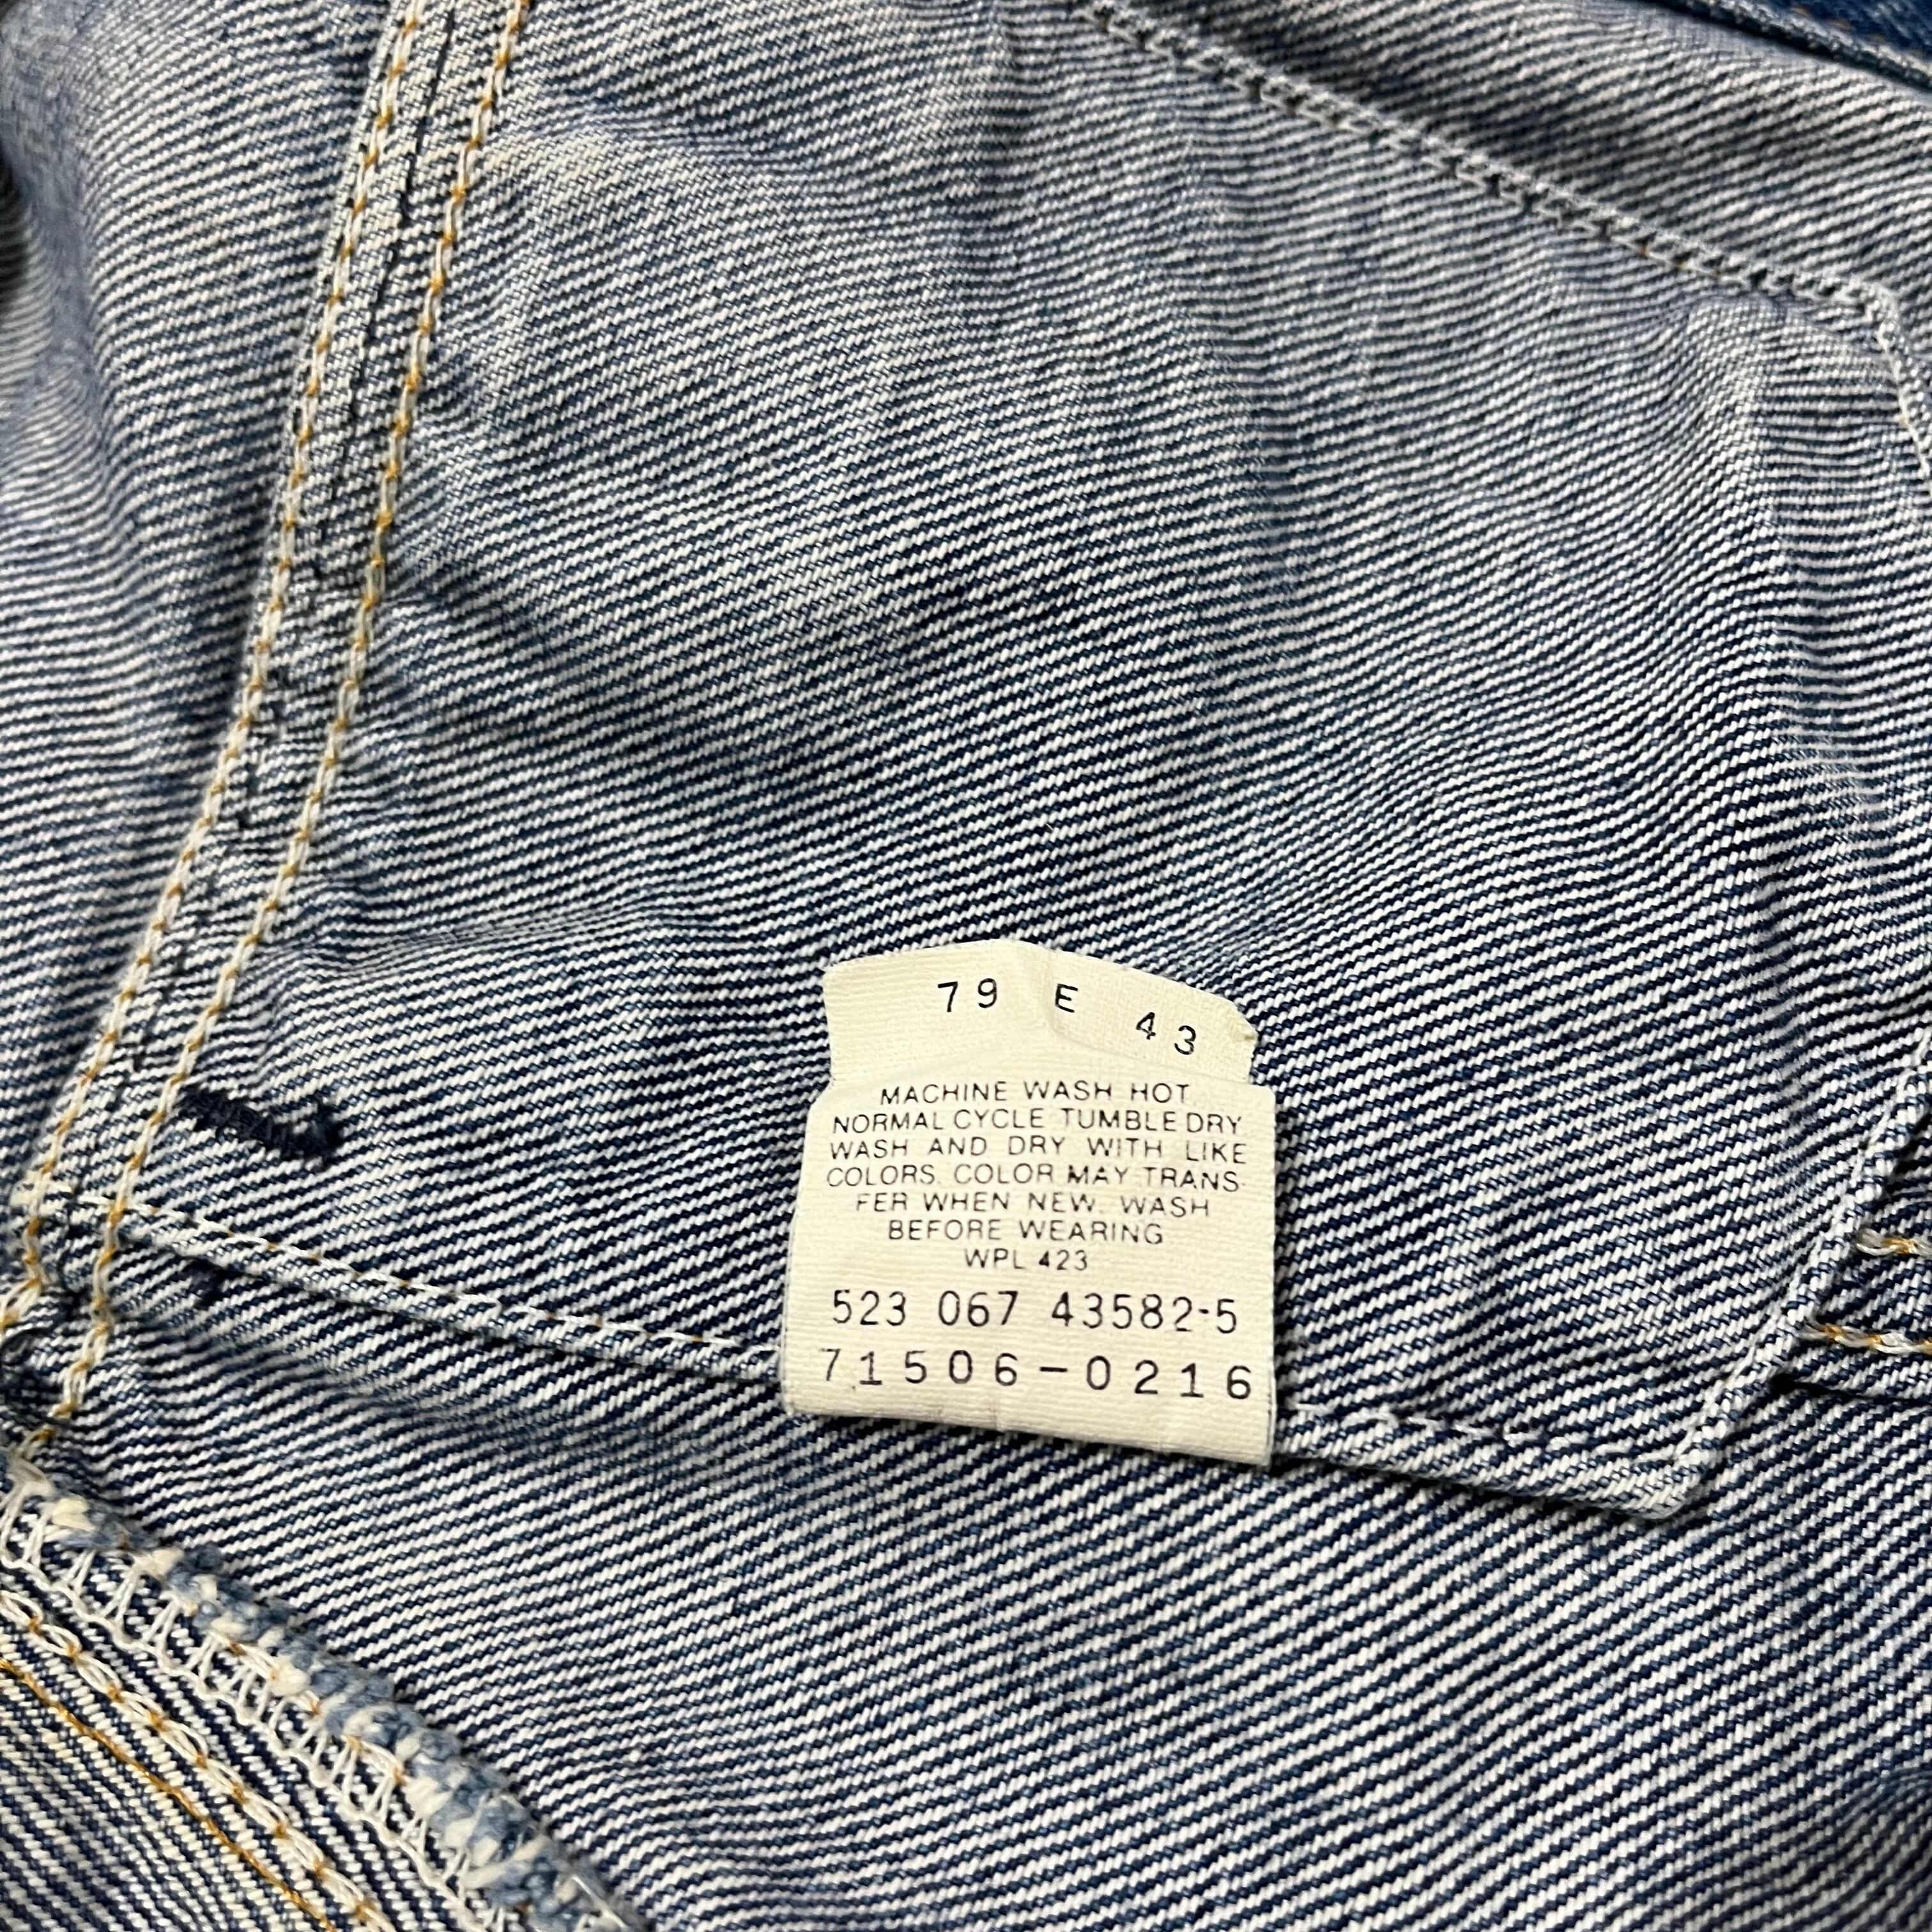 79 E 43
MACHINE WASH HOT
NORMAL CYCLE TUMBLE DRY
WASH AND DRY WITH LIKE
COLORS. COLOR MAY TRANS
FER WHEN NEW. WASH
BEFORE WEARING
WPL 423
523 067 43582-5
71506-0216